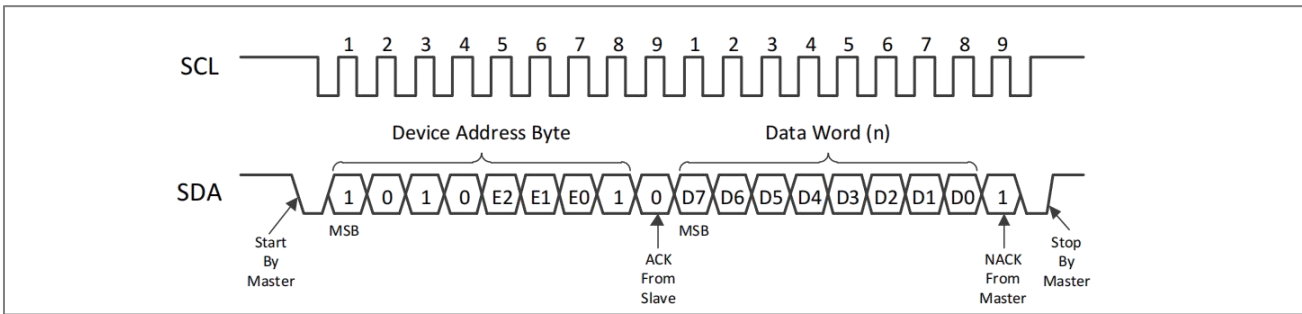 1 2 3 4 5 6 7 8 9 1 2 3 4 5 6 7 8 9
SCL
Device Address Byte
Data Word (n)
SDA
1 0 1 0 E2 E1 E0 1 0 D7 D6 D5 D4 D3 D2 D1 D0 1
MSB
MSB
Start
By
Master
ACK
From
Slave
NACK
From
Master
Stop
By
Master